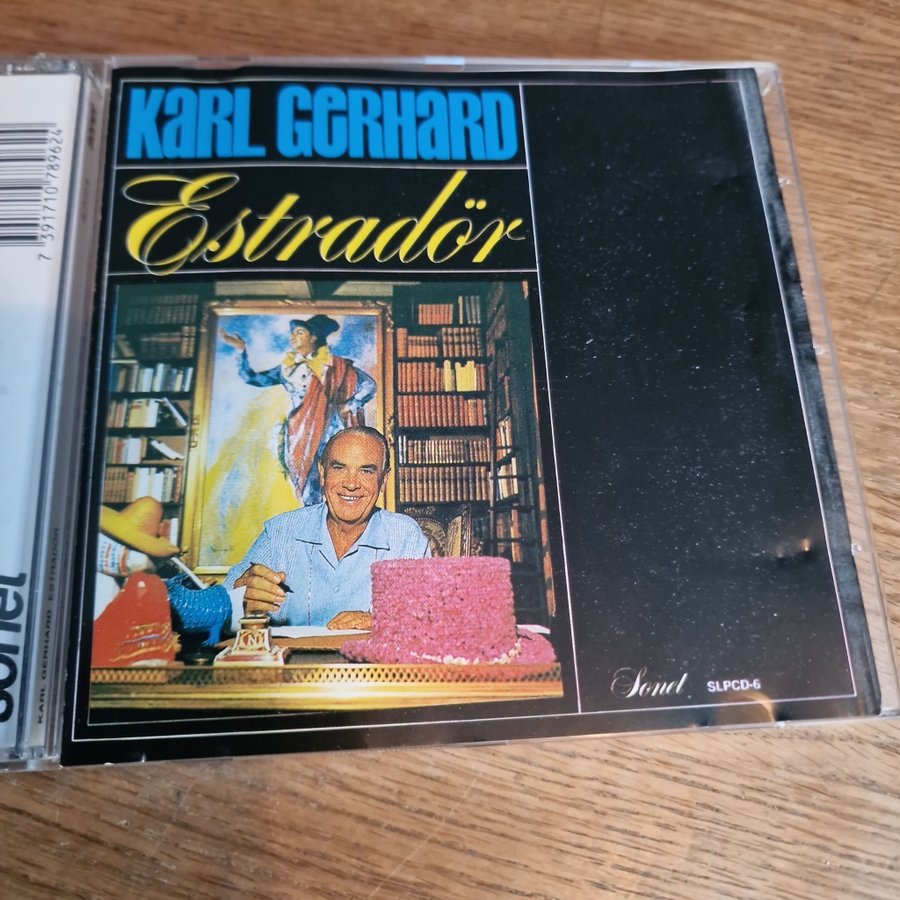 KARL GERHARD
Estradör
Sonet SLPCD-6
7 391710 789624
sonet
KARL GERHARD ESTRADÖR